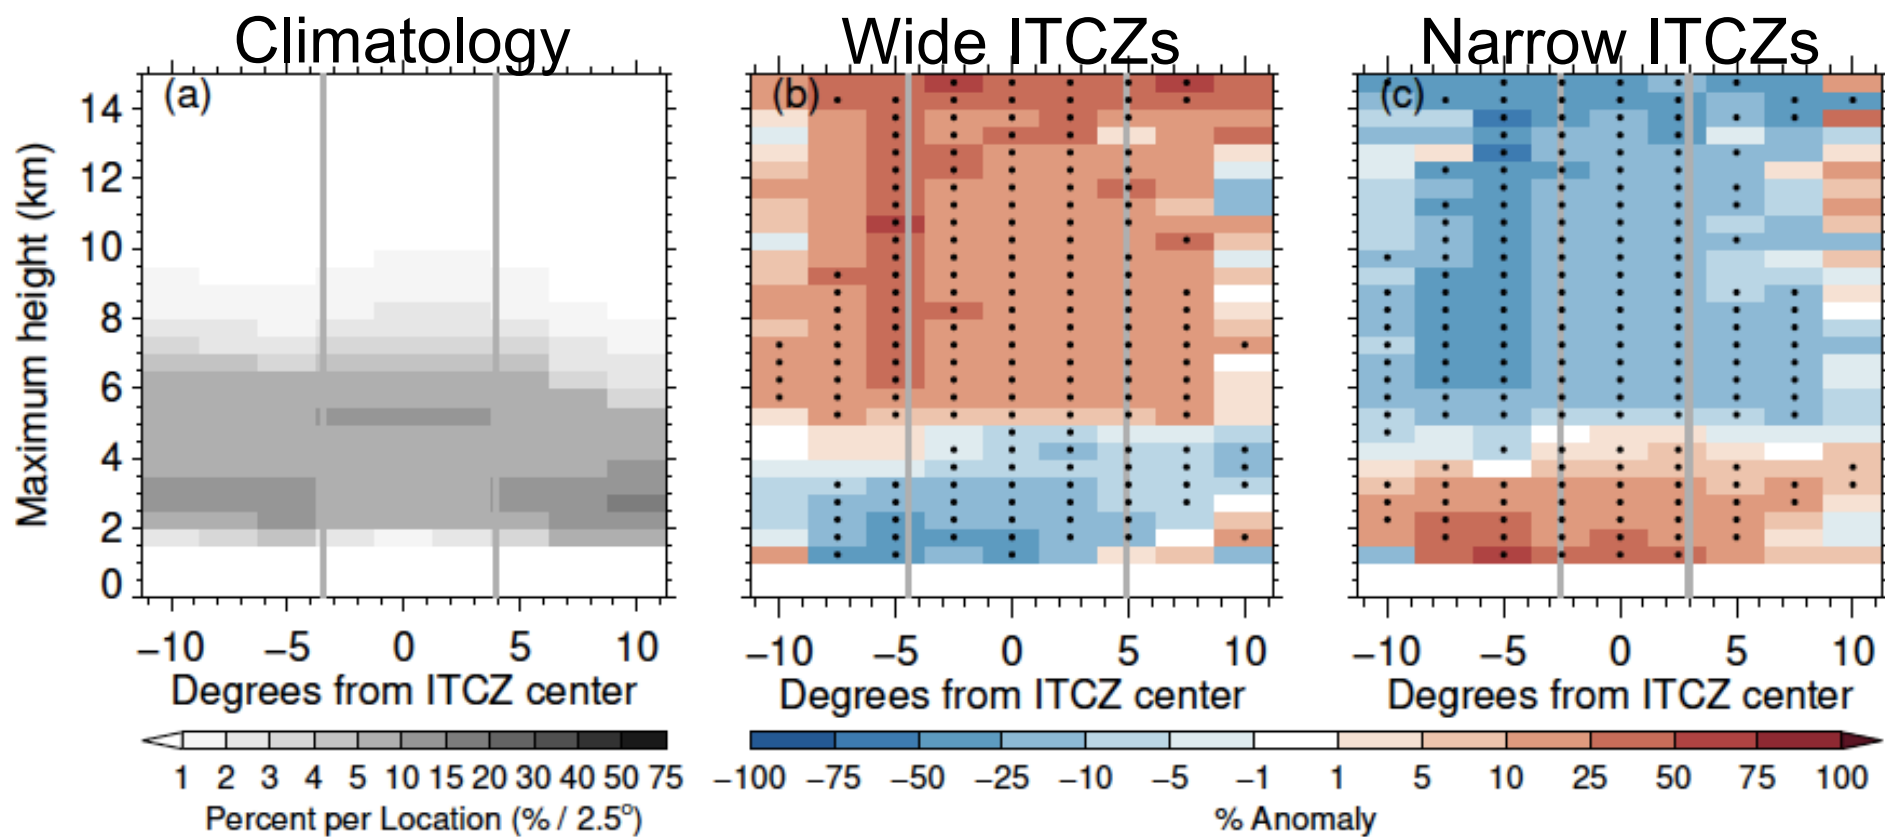 Climatology
Wide ITCZs
Narrow ITCZs
(a)
(b)
(c)
Maximum height (km)
14
12
10
8
6
4
2
0
−10 −5 0 5 10
−10 −5 0 5 10
−10 −5 0 5 10
Degrees from ITCZ center
Degrees from ITCZ center
Degrees from ITCZ center
1 2 3 4 5 10 15 20 30 40 50 75
−100 −75 −50 −25 −10 −5 −1 1 5 10 25 50 75 100
Percent per Location (% / 2.5°)
% Anomaly